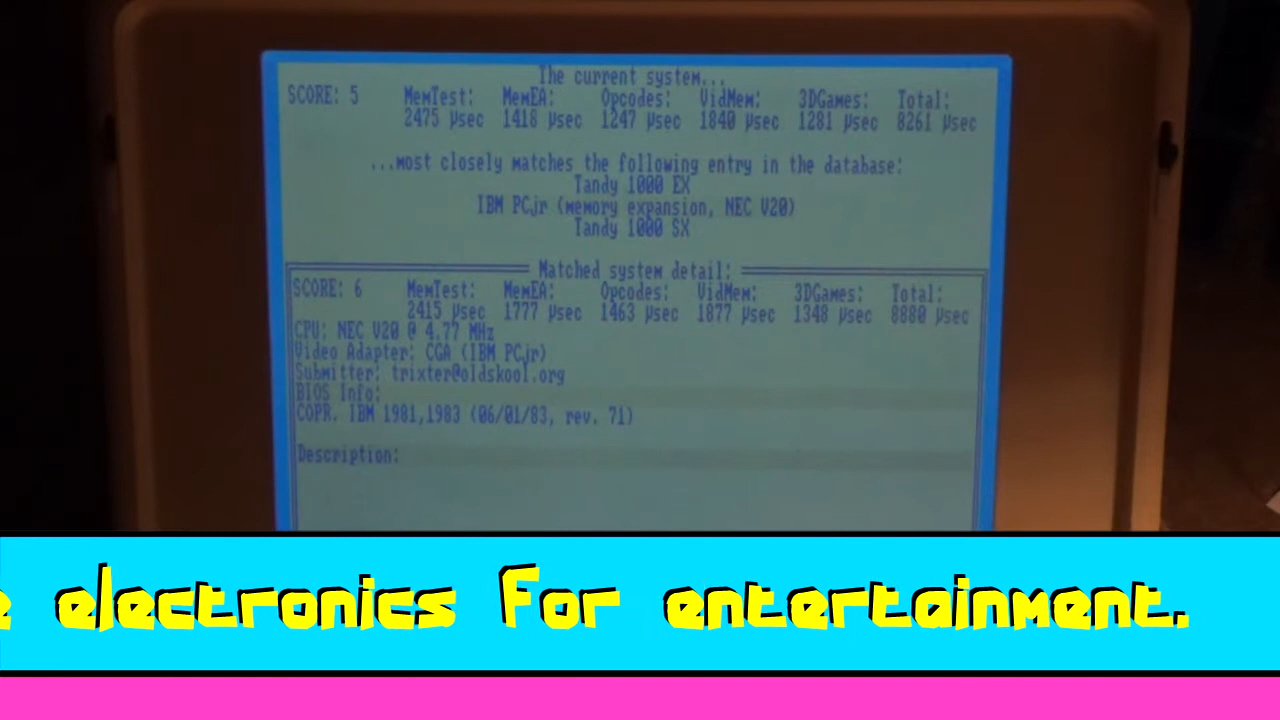 The current system...
SCORE: 5 MemTest: MemEA: Opcodes: VidMem: 3DGames: Total:
2475 µsec 1418 µsec 1247 µsec 1840 µsec 1281 µsec 8261 µsec
...most closely matches the following entry in the database:
Tandy 1000 EX
IBM PCjr (memory expansion, NEC V20)
Tandy 1000 SX
Matched system detail:
SCORE: 6 MemTest: MemEA: Opcodes: VidMem: 3DGames: Total:
2415 µsec 1777 µsec 1463 µsec 1877 µsec 1348 µsec 8880 µsec
CPU: NEC V20 @ 4.77 MHz
Video Adapter: CGA (IBM PCjr)
Submitter: trixter@oldskool.org
BIOS Info:
COPR. IBM 1981,1983 (06/01/83, rev. 71)
Description:
electronics for entertainment.